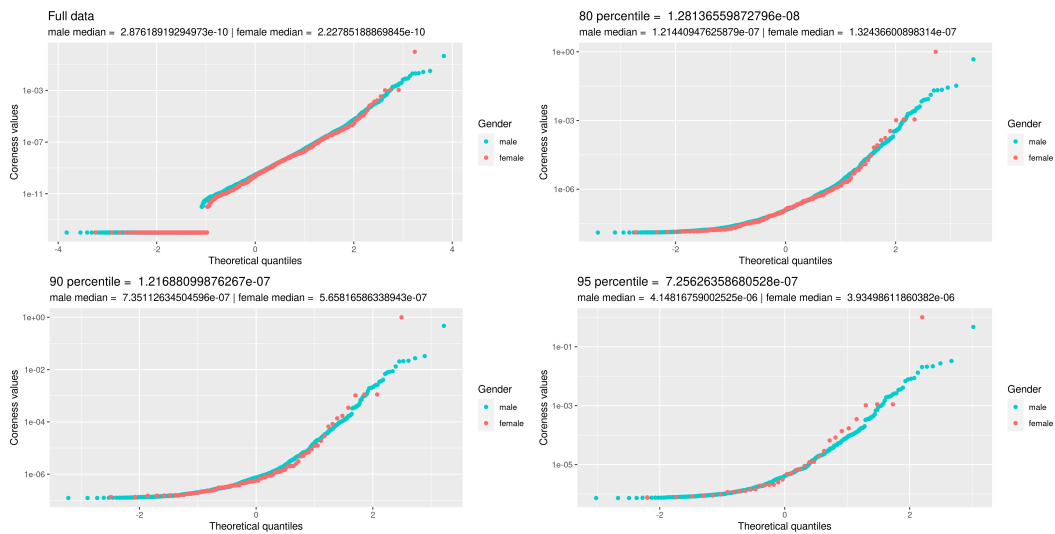 Full data
male median = 2.87618919294973e-10 | female median = 2.22785188869845e-10
Coreness values
1e-03
1e-07
1e-11
-4
-2
0
2
4
Theoretical quantiles
Gender
male
female
80 percentile = 1.28136559872796e-08
male median = 1.21440947625879e-07 | female median = 1.32436600898314e-07
Coreness values
1e+00
1e-03
1e-06
-2
0
2
Theoretical quantiles
Gender
male
female
90 percentile = 1.21688099876267e-07
male median = 7.35112634504596e-07 | female median = 5.65816586338943e-07
Coreness values
1e+00
1e-02
1e-04
1e-06
-2
0
2
Theoretical quantiles
Gender
male
female
95 percentile = 7.25626358680528e-07
male median = 4.14816759002525e-06 | female median = 3.93498611860382e-06
Coreness values
1e-01
1e-03
1e-05
-2
0
2
Theoretical quantiles
Gender
male
female